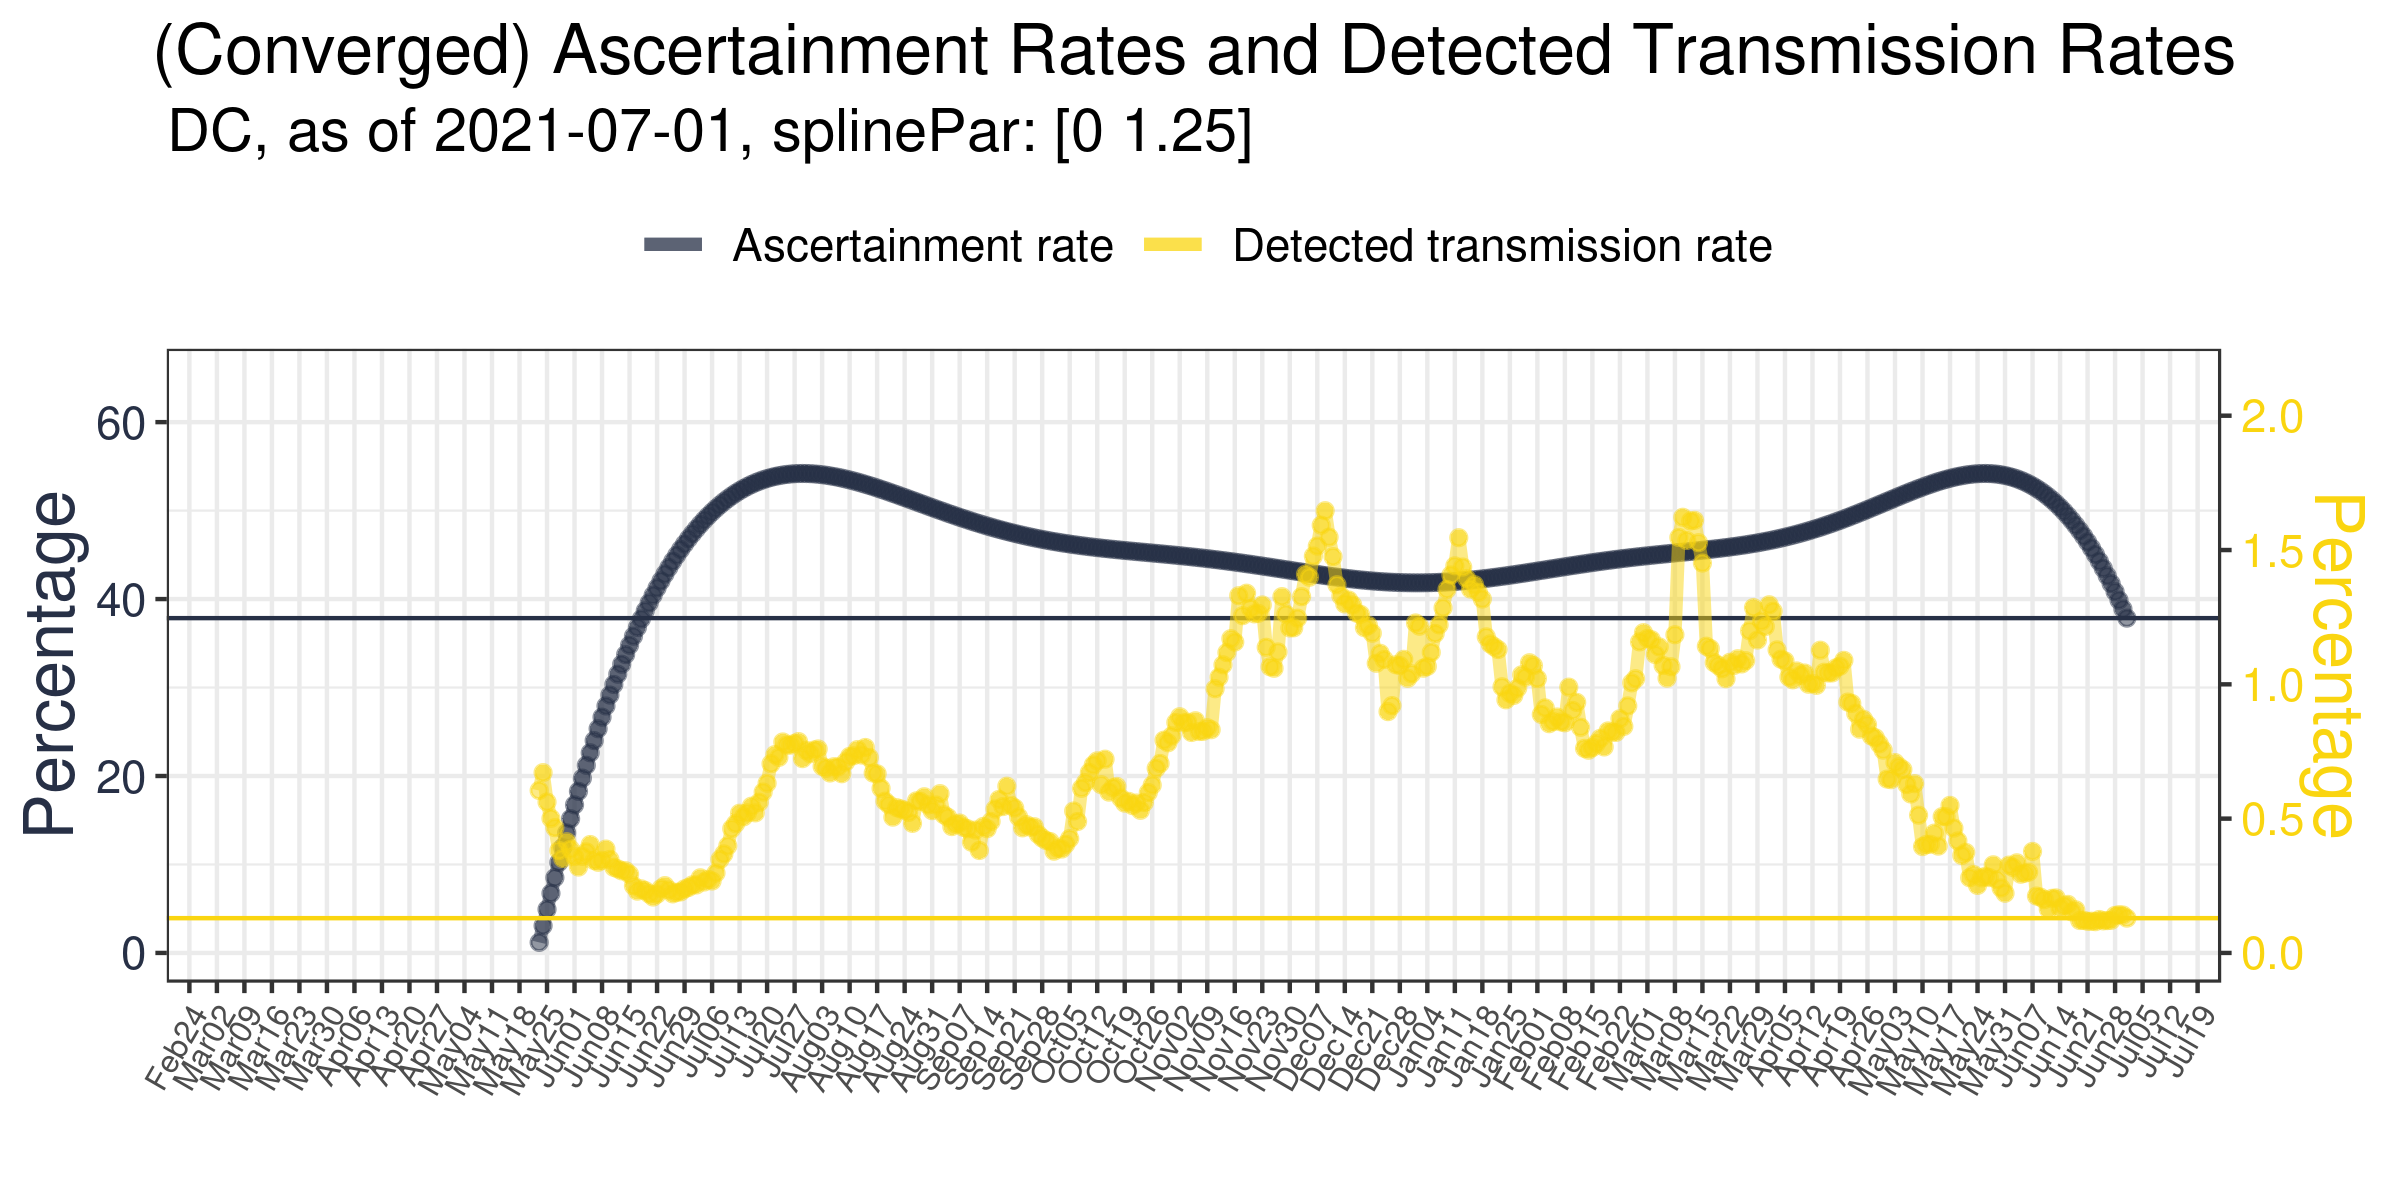 (Converged) Ascertainment Rates and Detected Transmission Rates
DC, as of 2021-07-01, splinePar: [0 1.25]
Ascertainment rate
Detected transmission rate
Percentage
60
40
20
0
2.0
1.5
1.0
0.5
0.0
Percentage
Feb24
Mar02
Mar09
Mar16
Mar23
Mar30
Apr06
Apr13
Apr20
Apr27
May04
May11
May18
May25
Jun01
Jun08
Jun15
Jun22
Jun29
Jul06
Jul13
Jul20
Jul27
Aug03
Aug10
Aug17
Aug24
Aug31
Sep07
Sep14
Sep21
Sep28
Oct05
Oct12
Oct19
Oct26
Nov02
Nov09
Nov16
Nov23
Nov30
Dec07
Dec14
Dec21
Dec28
Jan04
Jan11
Jan18
Jan25
Feb01
Feb08
Feb15
Feb22
Mar01
Mar08
Mar15
Mar22
Mar29
Apr05
Apr12
Apr19
Apr26
May03
May10
May17
May24
May31
Jun07
Jun14
Jun21
Jun28
Jul05
Jul12
Jul19